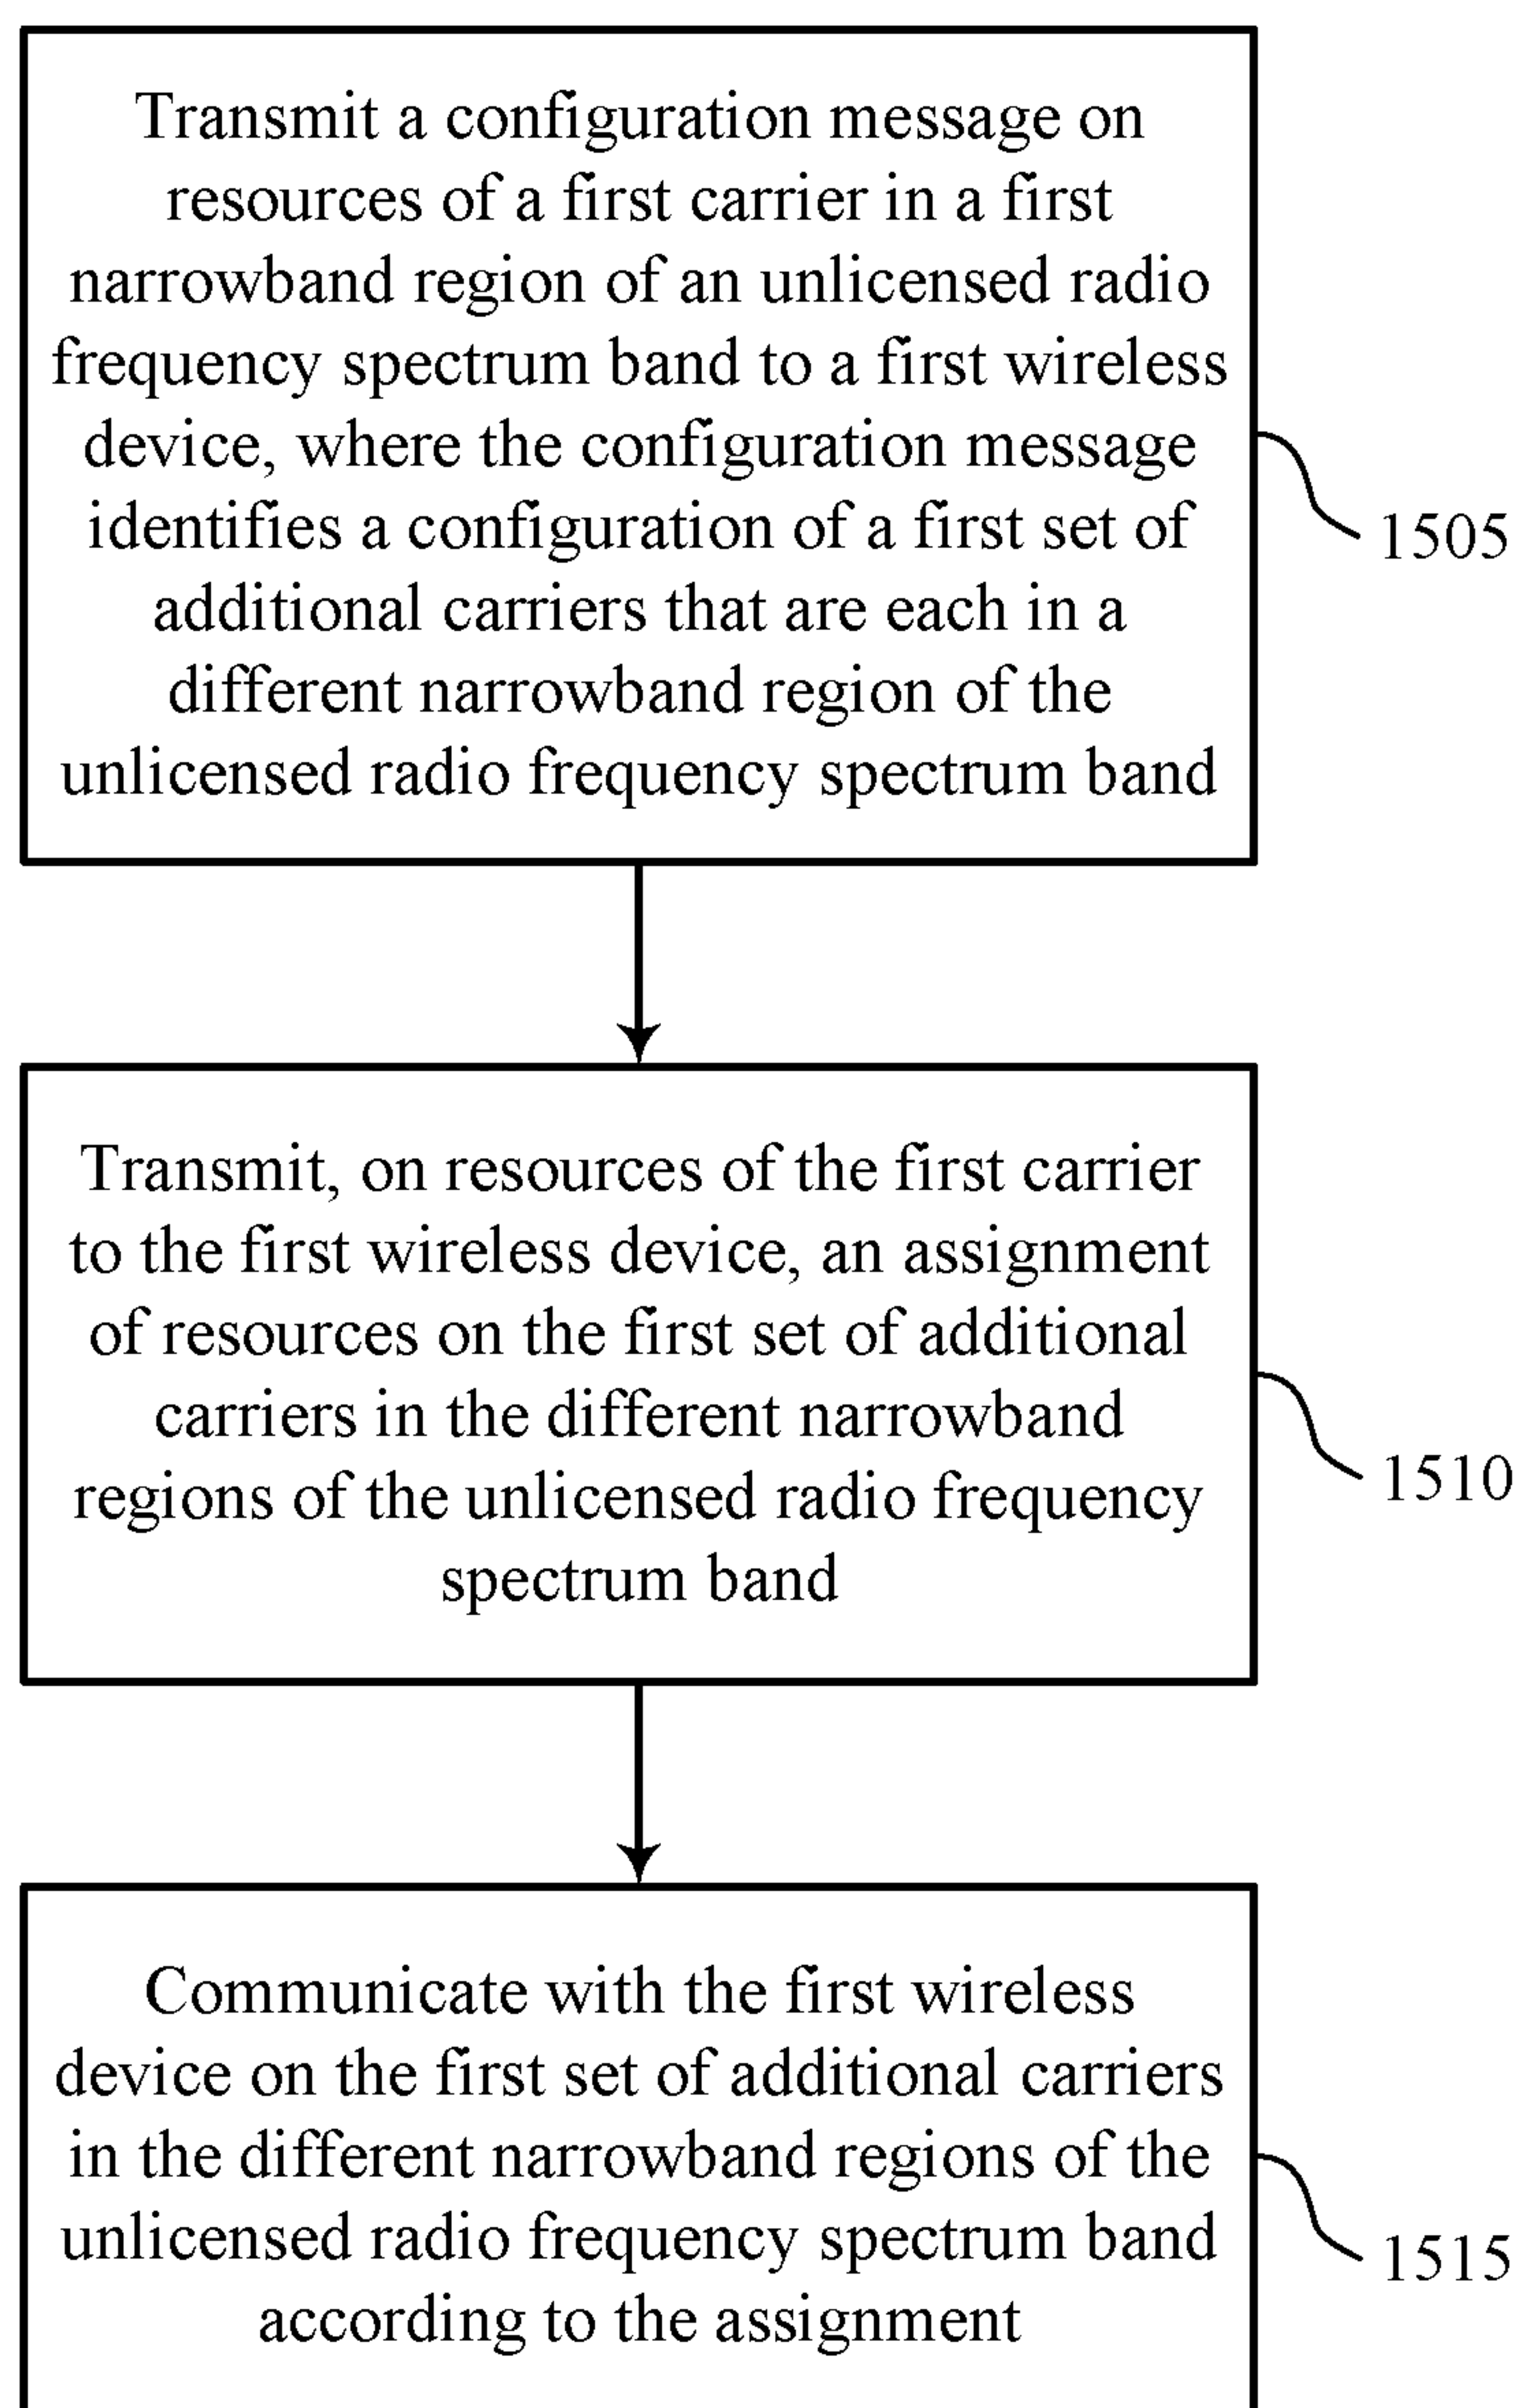 Transmit a configuration message on
resources of a first carrier in a first
narrowband region of an unlicensed radio
frequency spectrum band to a first wireless
device, where the configuration message
identifies a configuration of a first set of
additional carriers that are each in a
different narrowband region of the
unlicensed radio frequency spectrum band
1505
Transmit, on resources of the first carrier
to the first wireless device, an assignment
of resources on the first set of additional
carriers in the different narrowband
regions of the unlicensed radio frequency
spectrum band
1510
Communicate with the first wireless
device on the first set of additional carriers
in the different narrowband regions of the
unlicensed radio frequency spectrum band
according to the assignment
1515